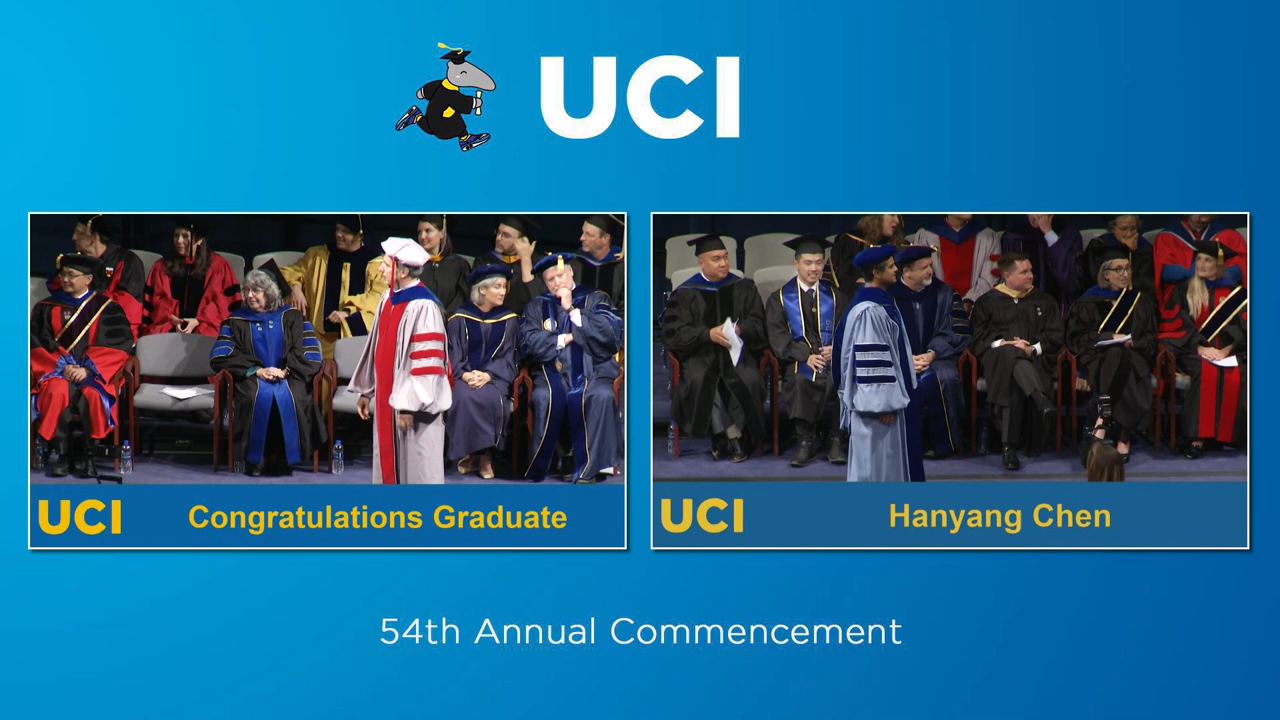 UCI
UCI Congratulations Graduate
UCI Hanyang Chen
54th Annual Commencement